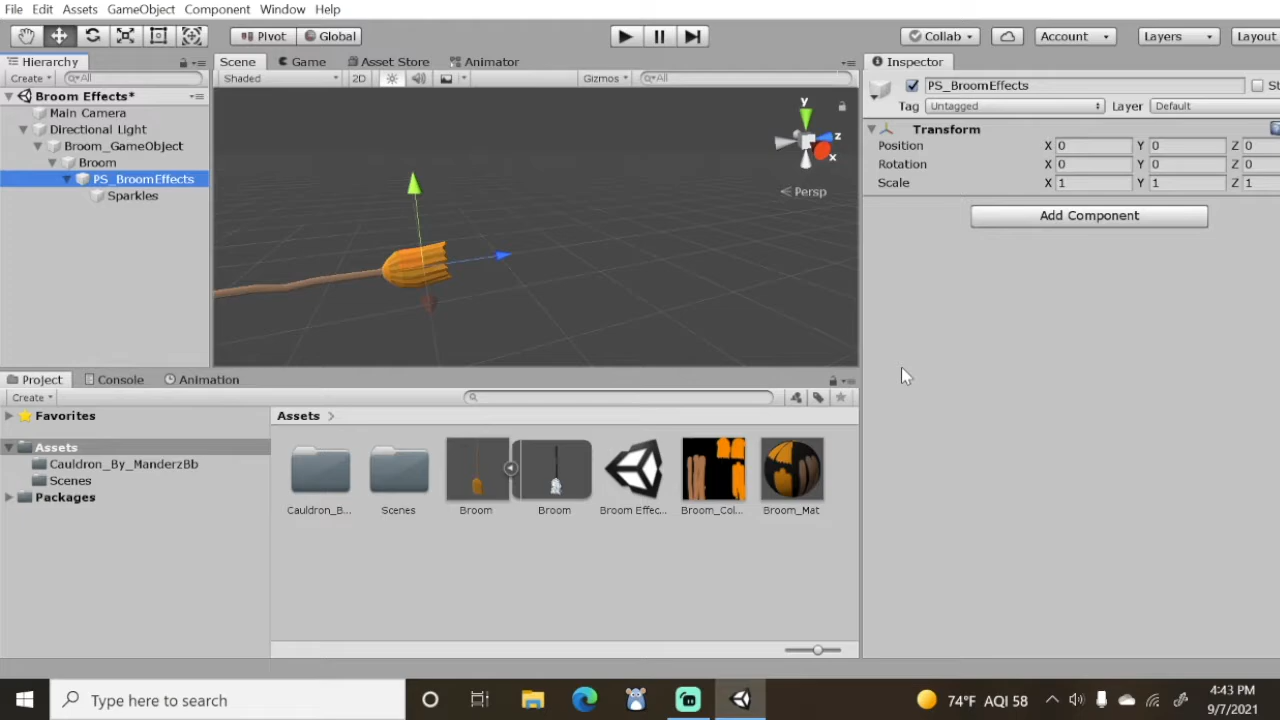 File Edit Assets GameObject Component Window Help
Pivot Global Collab Account Layers Layout
Hierarchy Scene Game Asset Store Animator Inspector
Create All Shaded 2D Gizmos All PS_BroomEffects St
Broom Effects* Tag Untagged Layer Default
Main Camera
Directional Light Transform
Broom_GameObject Position X 0 Y 0 Z 0
Broom Rotation X 0 Y 0 Z 0
PS_BroomEffects Scale X 1 Y 1 Z 1
Sparkles
Add Component
y
z
x
Persp
Project Console Animation
Create
Favorites Assets
Assets
Cauldron_By_ManderzBb
Scenes
Packages
Cauldron_B... Scenes Broom Broom Broom Effec... Broom_Col... Broom_Mat
Type here to search 74°F AQI 58 4:43 PM
9/7/2021